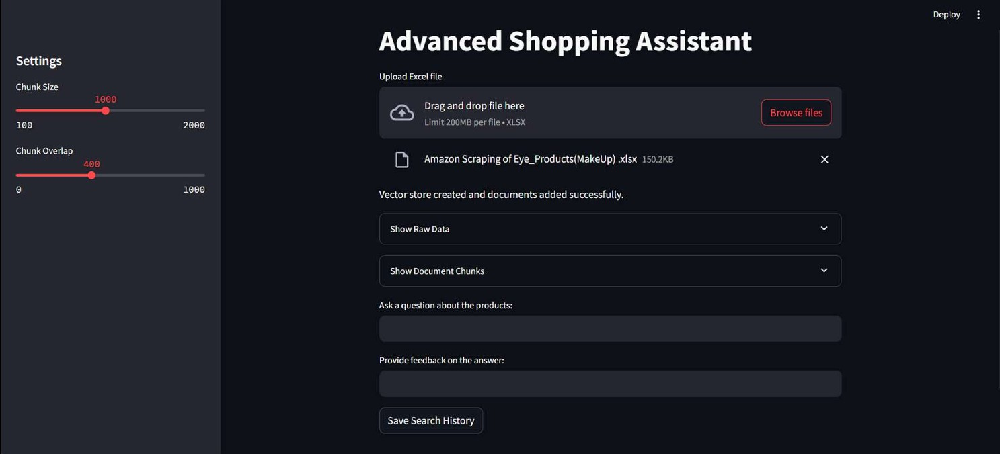 Deploy
Settings
Chunk Size
1000
100 2000
Chunk Overlap
400
0 1000
Advanced Shopping Assistant
Upload Excel file
Drag and drop file here
Limit 200MB per file • XLSX
Browse files
Amazon Scraping of Eye_Products(MakeUp) .xlsx 150.2KB
Vector store created and documents added successfully.
Show Raw Data
Show Document Chunks
Ask a question about the products:
Provide feedback on the answer:
Save Search History